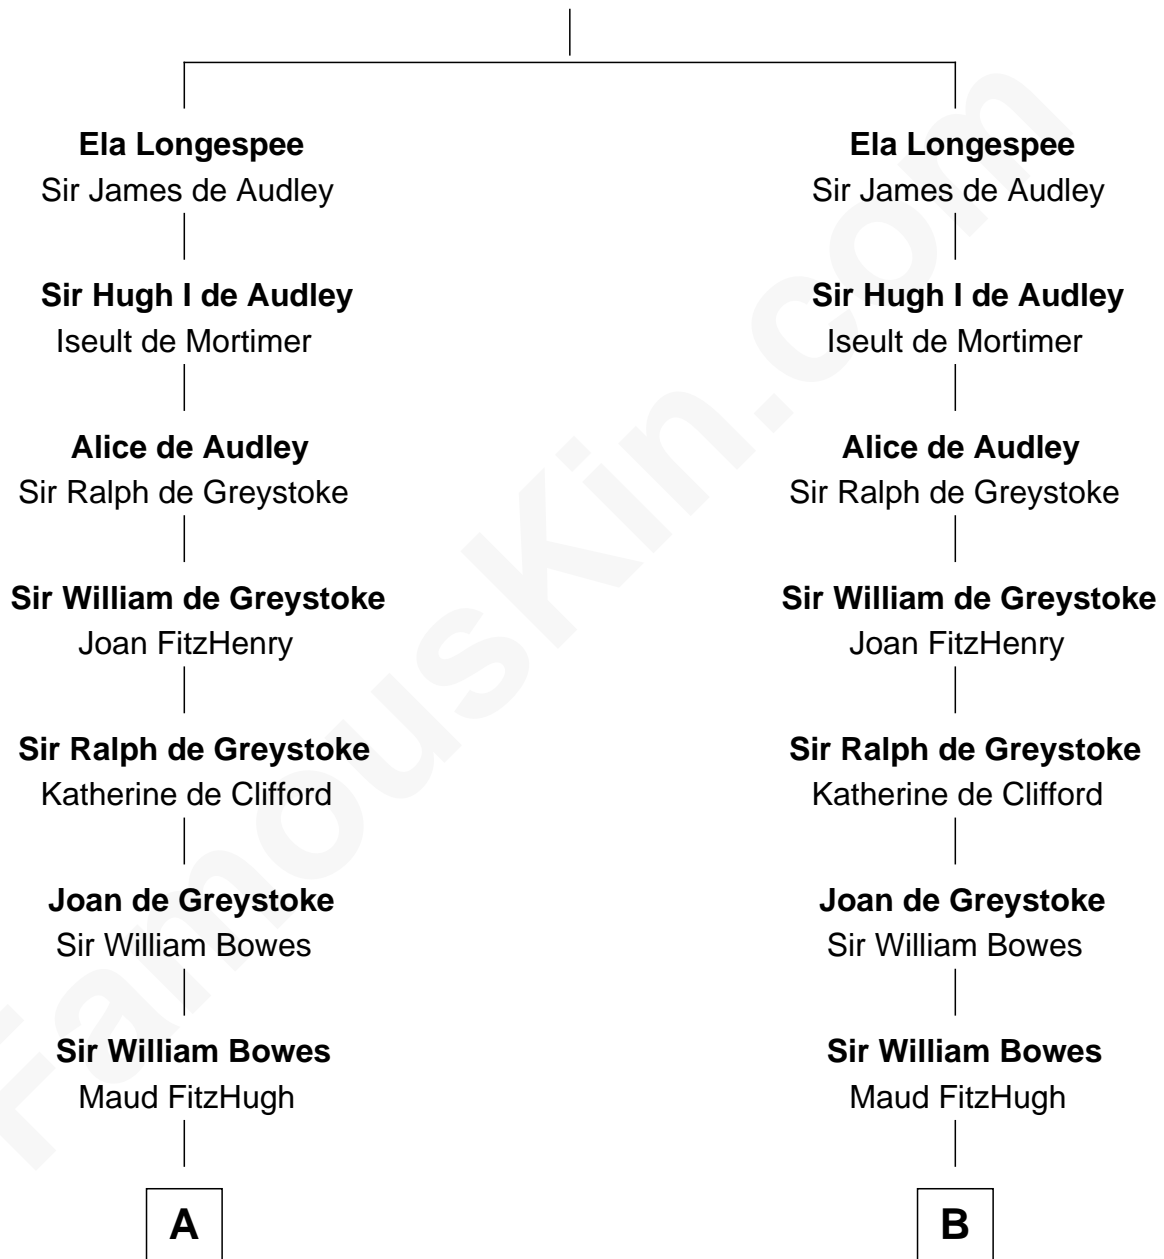 Ela Longespee
Sir James de Audley
Sir Hugh I de Audley
Iseult de Mortimer
Alice de Audley
Sir Ralph de Greystoke
Sir William de Greystoke
Joan FitzHenry
Sir Ralph de Greystoke
Katherine de Clifford
Joan de Greystoke
Sir William Bowes
Sir William Bowes
Maud FitzHugh
A
Ela Longespee
Sir James de Audley
Sir Hugh I de Audley
Iseult de Mortimer
Alice de Audley
Sir Ralph de Greystoke
Sir William de Greystoke
Joan FitzHenry
Sir Ralph de Greystoke
Katherine de Clifford
Joan de Greystoke
Sir William Bowes
Sir William Bowes
Maud FitzHugh
B
FamousKin.com